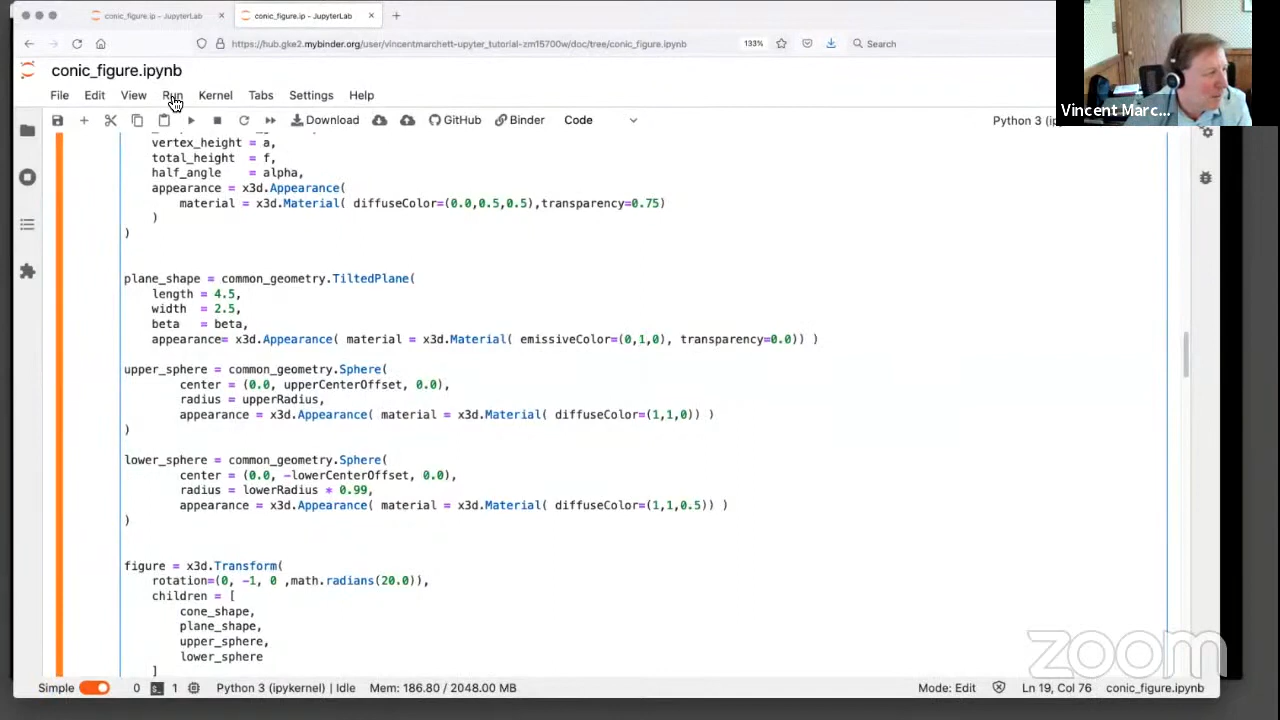 conic_figure.ip - JupyterLab
conic_figure.ip - JupyterLab
https://hub.gke2.mybinder.org/user/vincentmarchett-upyter_tutorial-zm15700w/doc/tree/conic_figure.ipynb
133%
Search
conic_figure.ipynb
File Edit View Run Kernel Tabs Settings Help
Download GitHub Binder Code Python 3
vertex_height = a,
total_height = f,
half_angle = alpha,
appearance = x3d.Appearance(
material = x3d.Material( diffuseColor=(0.0,0.5,0.5),transparency=0.75)
)
)
plane_shape = common_geometry.TiltedPlane(
length = 4.5,
width = 2.5,
beta = beta,
appearance= x3d.Appearance( material = x3d.Material( emissiveColor=(0,1,0), transparency=0.0)) )
upper_sphere = common_geometry.Sphere(
center = (0.0, upperCenterOffset, 0.0),
radius = upperRadius,
appearance = x3d.Appearance( material = x3d.Material( diffuseColor=(1,1,0)) )
)
lower_sphere = common_geometry.Sphere(
center = (0.0, -lowerCenterOffset, 0.0),
radius = lowerRadius * 0.99,
appearance = x3d.Appearance( material = x3d.Material( diffuseColor=(1,1,0.5)) )
)
figure = x3d.Transform(
rotation=(0, -1, 0 ,math.radians(20.0)),
children = [
cone_shape,
plane_shape,
upper_sphere,
lower_sphere
]
Simple 0 1 Python 3 (ipykernel) | Idle Mem: 186.80 / 2048.00 MB Mode: Edit Ln 19, Col 76 conic_figure.ipynb
Vincent Marc...
zoom